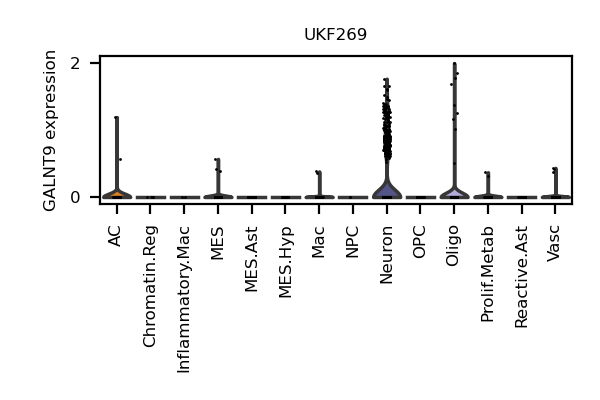 UKF269
GALNT9 expression
2
0
AC
Chromatin.Reg
Inflammatory.Mac
MES
MES.Ast
MES.Hyp
Mac
NPC
Neuron
OPC
Oligo
Prolif.Metab
Reactive.Ast
Vasc